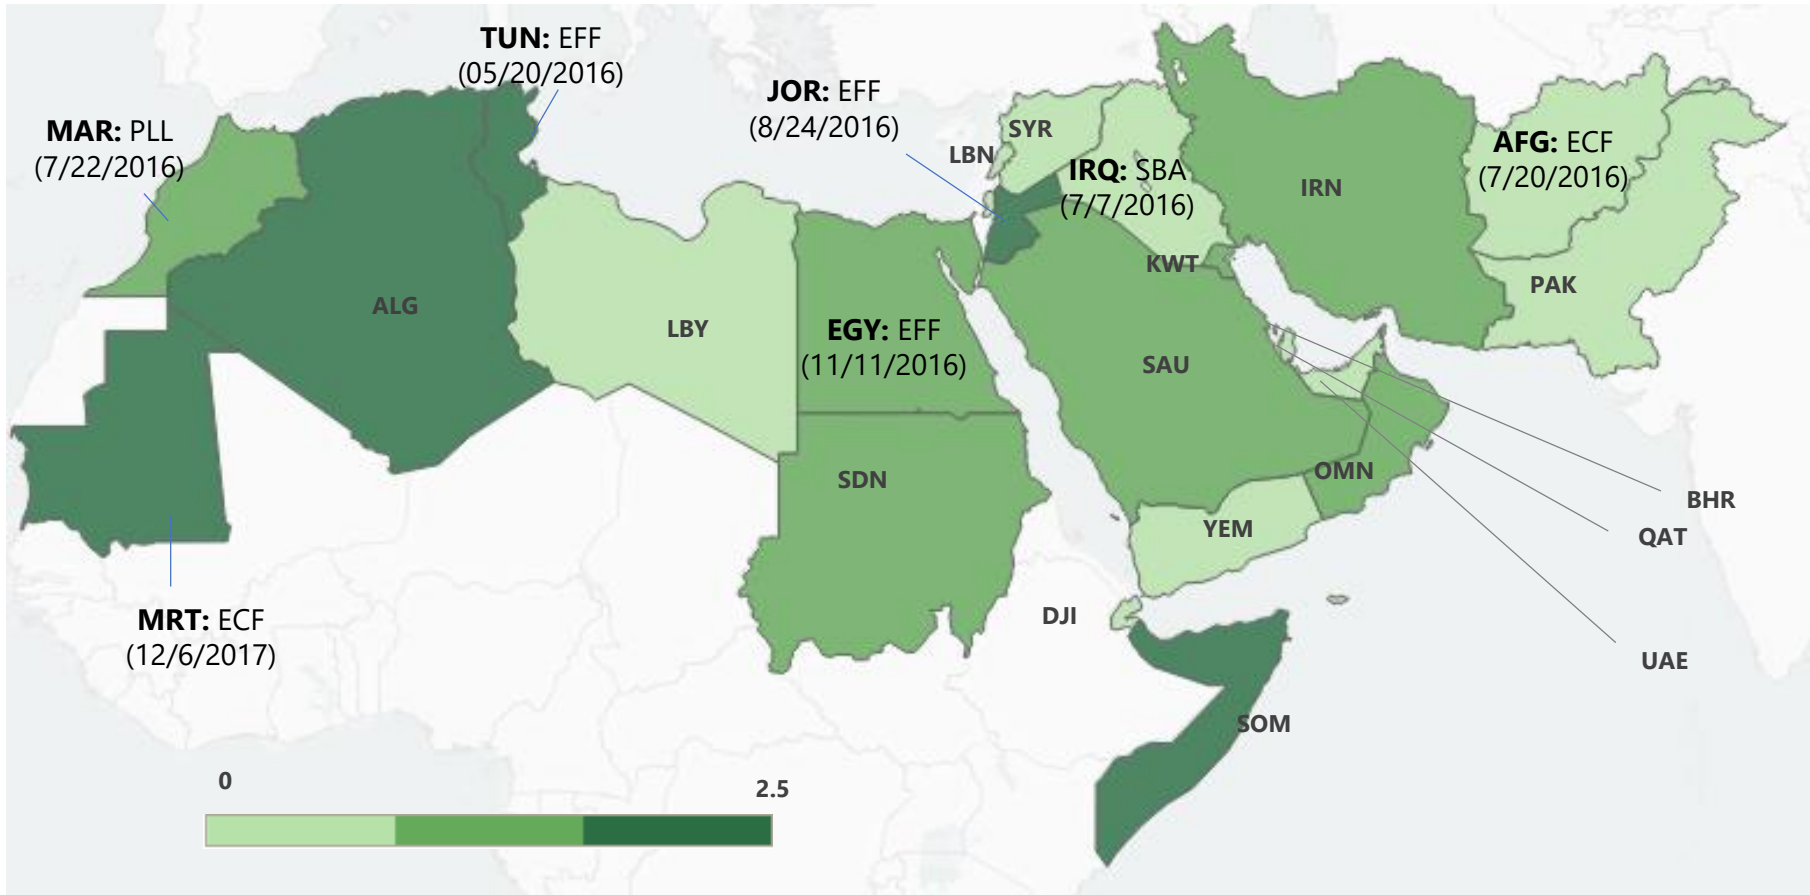 TUN: EFF
(05/20/2016)
JOR: EFF
(8/24/2016)
MAR: PLL
(7/22/2016)
SYR
LBN
IRQ: SBA
(7/7/2016)
IRN
AFG: ECF
(7/20/2016)
KWT
PAK
ALG
LBY
EGY: EFF
(11/11/2016)
SAU
SDN
OMN
BHR
YEM
QAT
DJI
MRT: ECF
(12/6/2017)
UAE
SOM
0
2.5